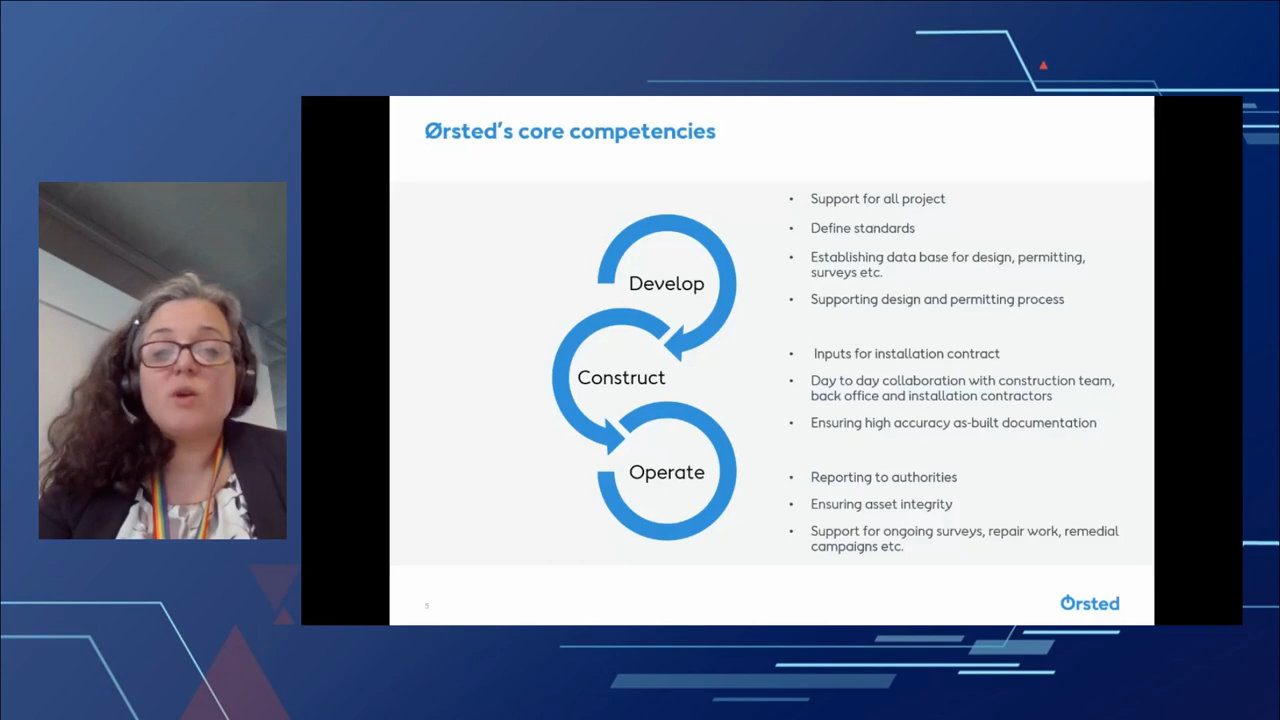 Ørsted's core competencies
Develop
• Support for all project
• Define standards
• Establishing data base for design, permitting,
surveys etc.
• Supporting design and permitting process
Construct
• Inputs for installation contract
• Day to day collaboration with construction team,
back office and installation contractors
• Ensuring high accuracy as-built documentation
Operate
• Reporting to authorities
• Ensuring asset integrity
• Support for ongoing surveys, repair work, remedial
campaigns etc.
5
Ørsted